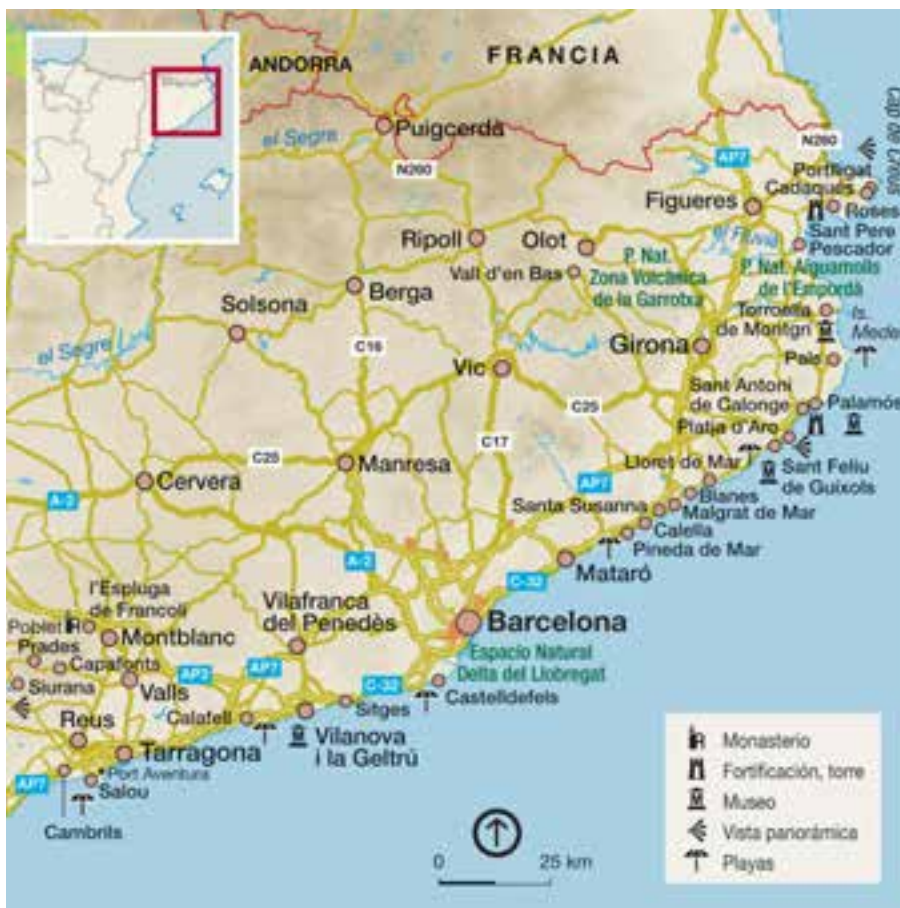 ANDORRA
FRANCIA
el Segre
Puigcerdà
N260
N260
AP7
Cap de Creus
Portlligat
Cadaqués
Figueres
Roses
el Fluvià
Sant Pere
Pescador
Ripoll
Olot
P. Nat.
Zona Volcàsica
de la Garrotxa
Vall d'en Bas
P. Nat. Aiguamolls
de l'Empordà
Berga
Solsona
Torroella
de Montgrí
Is.
Medes
el Segre
C16
Girona
Pals
Vic
Sant Antoni
de Calonge
Palamós
C25
Platja d'Aro
C17
C25
Manresa
Lloret de Mar
Sant Feliu
de Guíxols
Cervera
AP7
A-2
Blanes
Santa Susanna
Malgrat de Mar
Calella
Pineda de Mar
A-2
Mataró
C-32
l'Espluga
de Francolí
Vilafranca
del Penedès
Barcelona
Poblet
Montblanc
Espacio Natural
Delta del Llobregat
Prades
Capafonts
AP2
AP7
Siurana
Valls
C-32
Castelldefels
Sitges
Calafell
Reus
Vilanova
i la Geltrú
Tarragona
Port Aventura
AP7
Salou
Cambrils
0 25 km
Monasterio
Fortificación, torre
Museo
Vista panorámica
Playas